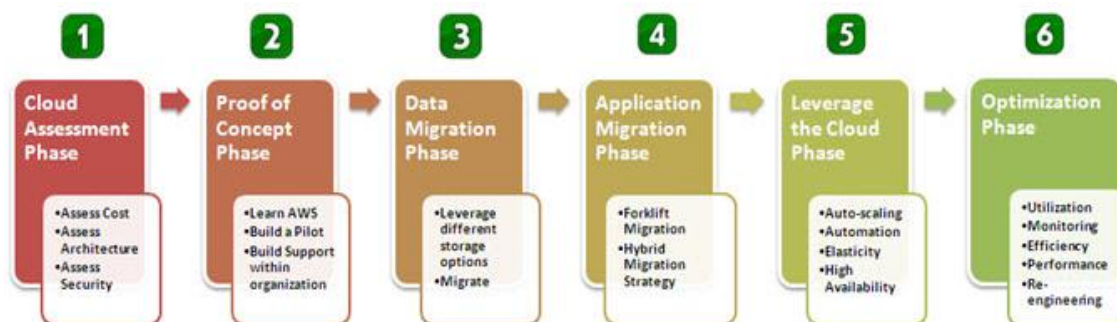 1
2
3
4
5
6
Cloud
Assessment
Phase
•Assess Cost
•Assess
Architecture
•Assess
Security
Proof of
Concept
Phase
•Learn AWS
•Build a Pilot
•Build Support
within
organization
Data
Migration
Phase
•Leverage
different
storage
options
•Migrate
Application
Migration
Phase
•Forklift
Migration
•Hybrid
Migration
Strategy
Leverage
the Cloud
Phase
•Auto-scaling
•Automation
•Elasticity
•High
Availability
Optimization
Phase
•Utilization
•Monitoring
•Efficiency
•Performance
•Re-
engineering